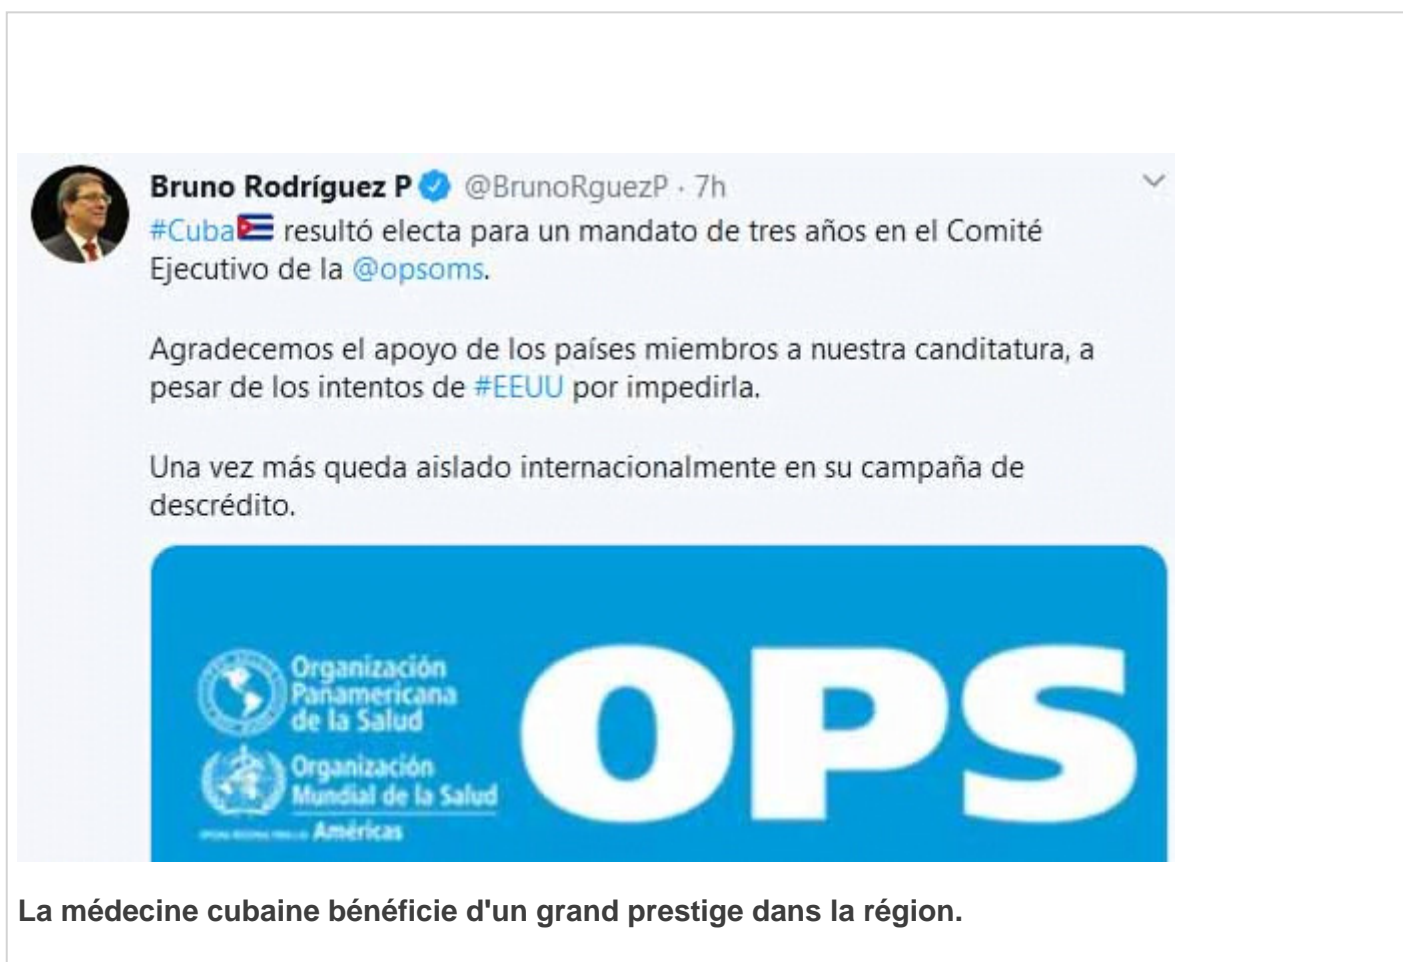 Bruno Rodríguez P @BrunoRguezP · 7h
#Cuba resultó electa para un mandato de tres años en el Comité
Ejecutivo de la @opsoms.
Agradecemos el apoyo de los países miembros a nuestra canditatura, a
pesar de los intentos de #EEUU por impedirla.
Una vez más queda aislado internacionalmente en su campaña de
descrédito.
Organización
Panamericana
de la Salud
Organización
Mundial de la Salud
Américas
OPS
La médecine cubaine bénéficie d'un grand prestige dans la région.